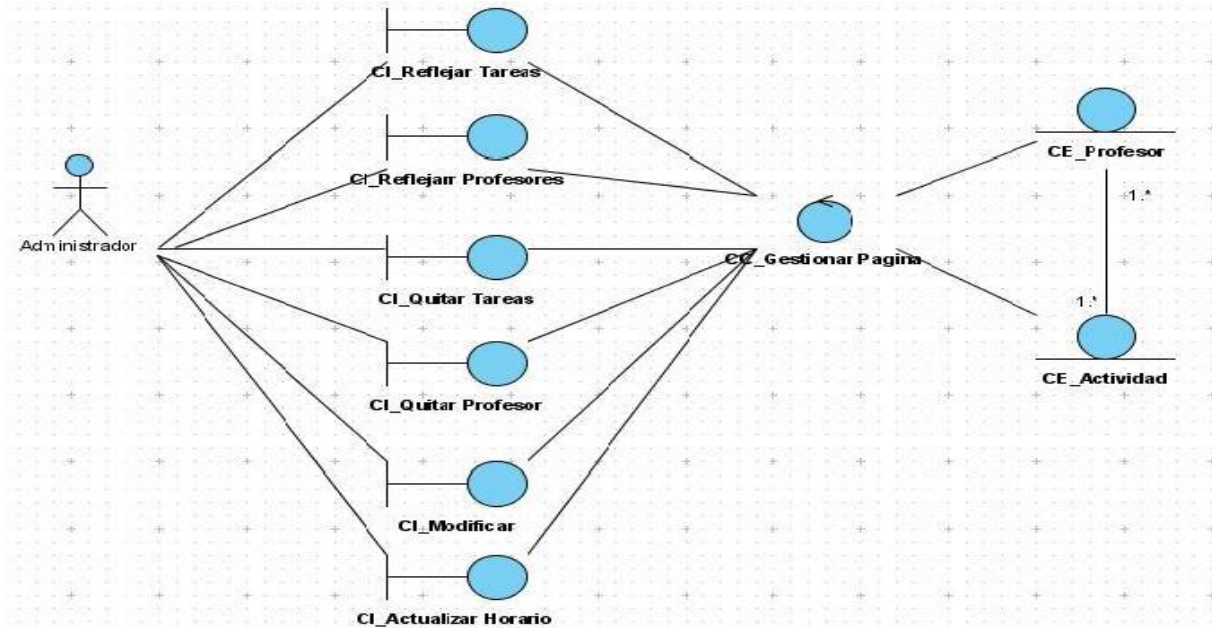 CI_Reflejar Tareas
CI_Reflejarr Profesores
Administrador
CI_Quitar Tareas
CI_Quitar Profesor
CI_Modificar
CI_Actualizar Horario
CC_Gestionar Pagina
CE_Profesor
1.*
1.*
CE_Actividad